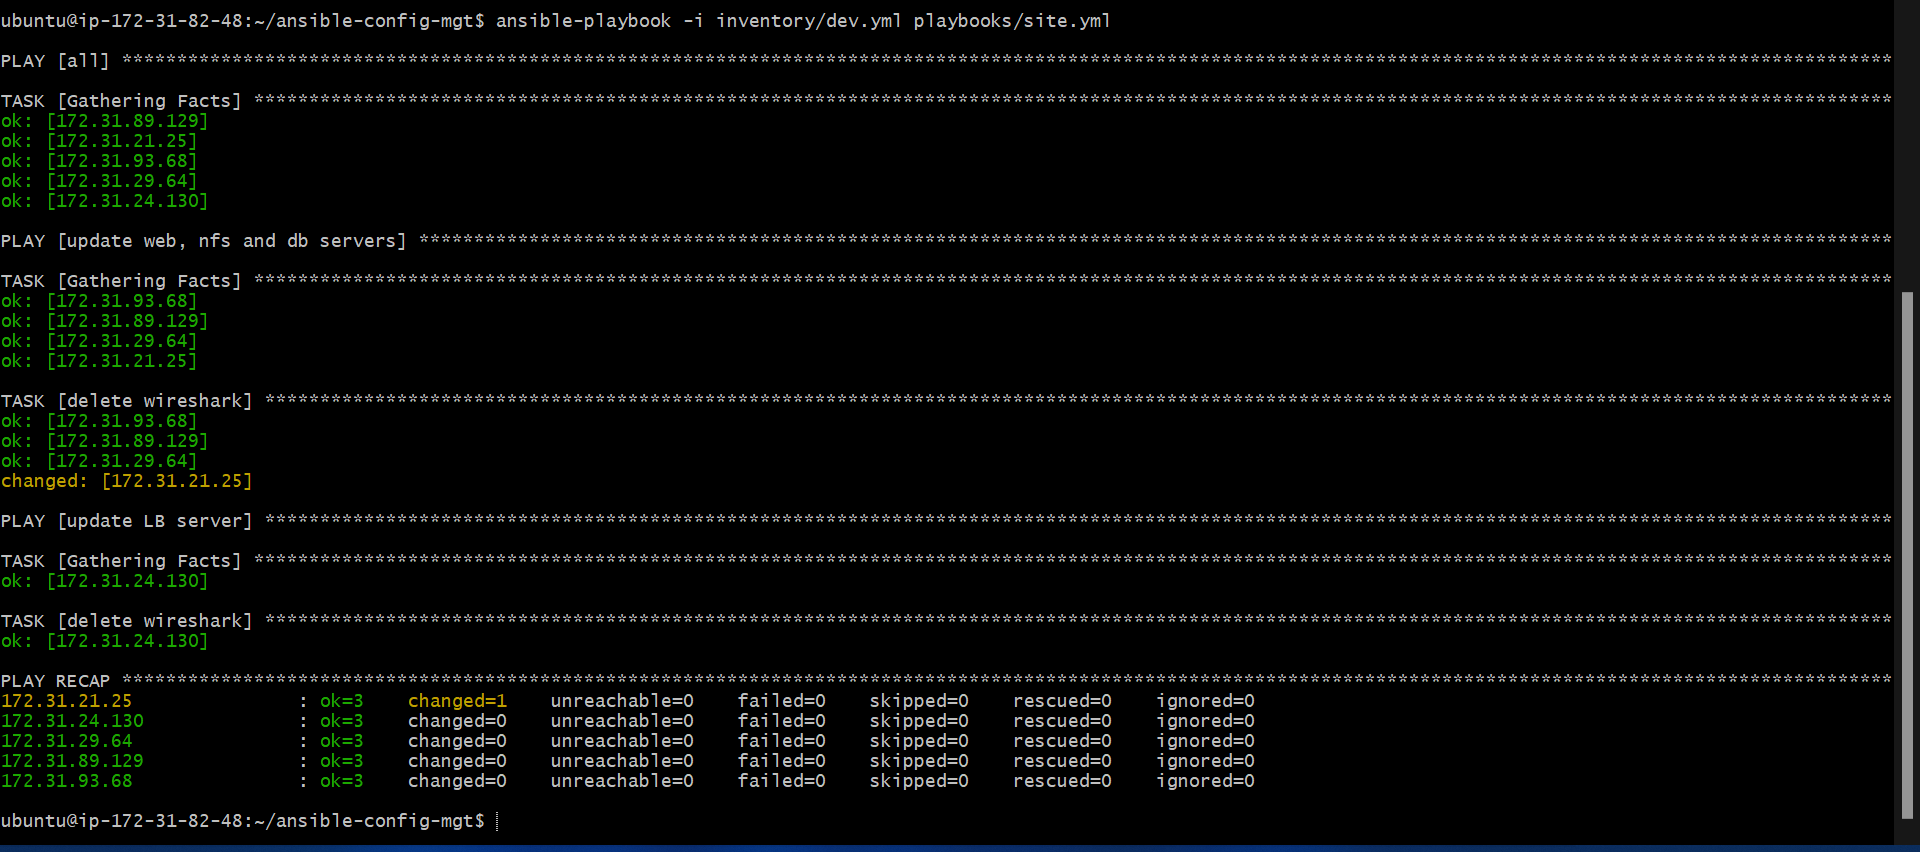 ubuntu@ip-172-31-82-48:~/ansible-config-mgt$ ansible-playbook -i inventory/dev.yml playbooks/site.yml
PLAY [all] *****************************************************************************************************************************************************************
TASK [Gathering Facts] *****************************************************************************************************************************************************
ok: [172.31.89.129]
ok: [172.31.21.25]
ok: [172.31.93.68]
ok: [172.31.29.64]
ok: [172.31.24.130]
PLAY [update web, nfs and db servers] **************************************************************************************************************************************
TASK [Gathering Facts] *****************************************************************************************************************************************************
ok: [172.31.93.68]
ok: [172.31.89.129]
ok: [172.31.29.64]
ok: [172.31.21.25]
TASK [delete wireshark] ****************************************************************************************************************************************************
ok: [172.31.93.68]
ok: [172.31.89.129]
ok: [172.31.29.64]
changed: [172.31.21.25]
PLAY [update LB server] ****************************************************************************************************************************************************
TASK [Gathering Facts] *****************************************************************************************************************************************************
ok: [172.31.24.130]
TASK [delete wireshark] ****************************************************************************************************************************************************
ok: [172.31.24.130]
PLAY RECAP *****************************************************************************************************************************************************************
172.31.21.25 : ok=3 changed=1 unreachable=0 failed=0 skipped=0 rescued=0 ignored=0
172.31.24.130 : ok=3 changed=0 unreachable=0 failed=0 skipped=0 rescued=0 ignored=0
172.31.29.64 : ok=3 changed=0 unreachable=0 failed=0 skipped=0 rescued=0 ignored=0
172.31.89.129 : ok=3 changed=0 unreachable=0 failed=0 skipped=0 rescued=0 ignored=0
172.31.93.68 : ok=3 changed=0 unreachable=0 failed=0 skipped=0 rescued=0 ignored=0
ubuntu@ip-172-31-82-48:~/ansible-config-mgt$